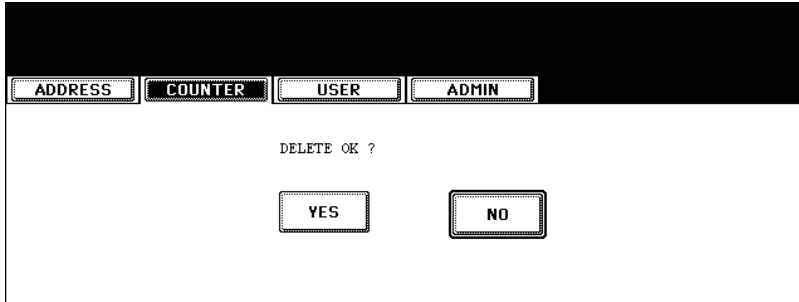 ADDRESS COUNTER USER ADMIN
DELETE OK ?
YES NO